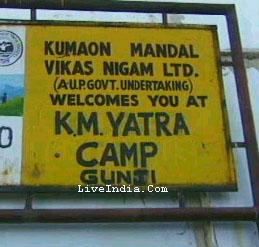 KUMAON MANDAL
VIKAS NIGAM LTD.
(A·U.P.GOVT. UNDERTAKING)
WELCOMES YOU AT
K.M. YATRA
CAMP
GUNJI
LiveIndia.Com